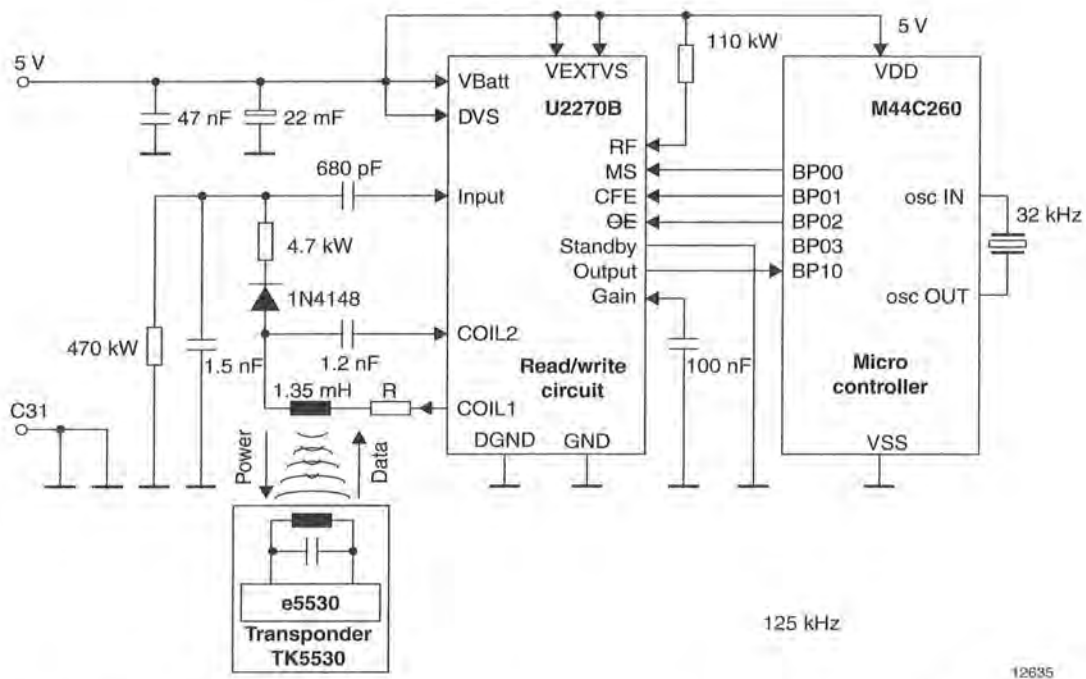 5 V
110 kW
5 V
VBatt
VEXTVS
VDD
U2270B
M44C260
47 nF
22 mF
DVS
RF
680 pF
MS
BP00
Input
CFE
BP01
osc IN
OE
BP02
32 kHz
4.7 kW
Standby
BP03
Output
BP10
1N4148
Gain
osc OUT
COIL2
470 kW
1.5 nF
1.2 nF
Read/write
circuit
100 nF
Micro
controller
1.35 mH
R
COIL1
C31
DGND
GND
VSS
Power
Data
e5530
Transponder
TK5530
125 kHz
12635